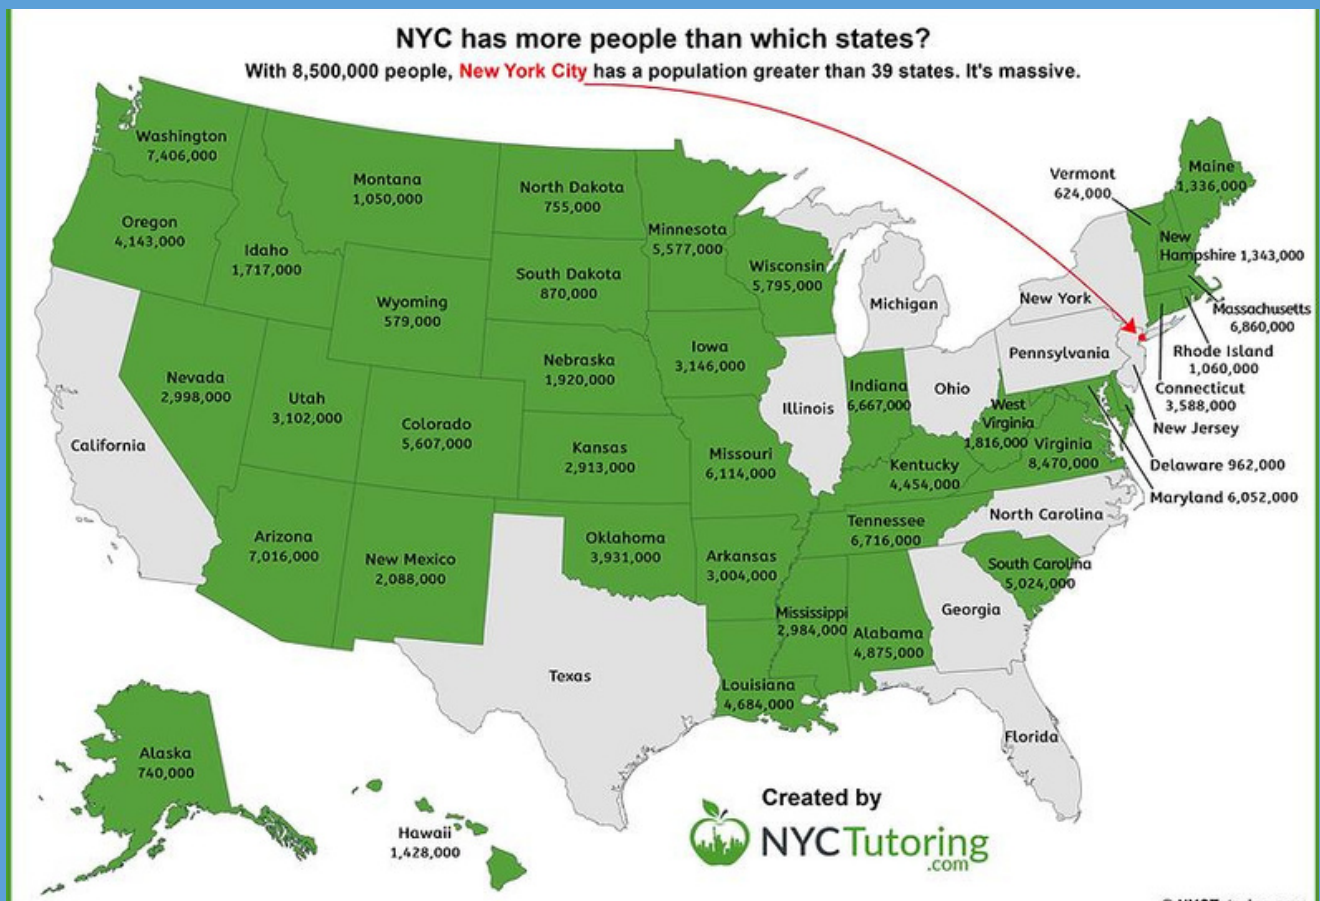 NYC has more people than which states?
With 8,500,000 people, New York City has a population greater than 39 states. It's massive.
Washington
7,406,000
Oregon
4,143,000
Idaho
1,717,000
Montana
1,050,000
Wyoming
579,000
North Dakota
755,000
South Dakota
870,000
Minnesota
5,577,000
Wisconsin
5,795,000
Michigan
New York
Vermont
624,000
Maine
1,336,000
New
Hampshire 1,343,000
Massachusetts
6,860,000
Rhode Island
1,060,000
Connecticut
3,588,000
New Jersey
Delaware 962,000
Maryland 6,052,000
Pennsylvania
Ohio
Indiana
6,667,000
Illinois
Iowa
3,146,000
Nebraska
1,920,000
Nevada
2,998,000
Utah
3,102,000
Colorado
5,607,000
California
Kansas
2,913,000
Missouri
6,114,000
Kentucky
4,454,000
West
Virginia
1,816,000
Virginia
8,470,000
North Carolina
Tennessee
6,716,000
South Carolina
5,024,000
Georgia
Arizona
7,016,000
New Mexico
2,088,000
Oklahoma
3,931,000
Arkansas
3,004,000
Mississippi
2,984,000
Alabama
4,875,000
Louisiana
4,684,000
Texas
Florida
Alaska
740,000
Hawaii
1,428,000
Created by
NYCTutoring
.com